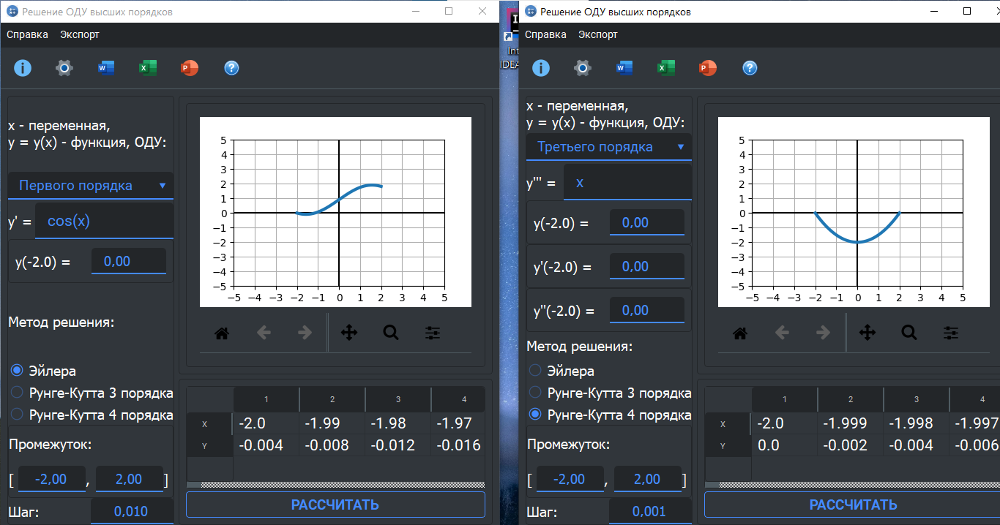 Решение ОДУ высших порядков
Справка Экспорт
x - переменная,
y = y(x) - функция, ОДУ:
Первого порядка
y' = cos(x)
y(-2.0) = 0,00
Метод решения:
Эйлера
Рунге-Кутта 3 порядка
Рунге-Кутта 4 порядка
Промежуток:
[ -2,00 , 2,00 ]
Шаг: 0,010
5
4
3
2
1
0
−1
−2
−3
−4
−5
−5 −4 −3 −2 −1 0 1 2 3 4 5
1 2 3 4
X -2.0 -1.99 -1.98 -1.97
Y -0.004 -0.008 -0.012 -0.016
РАССЧИТАТЬ
Int
IDEA
Решение ОДУ высших порядков
Справка Экспорт
x - переменная,
y = y(x) - функция, ОДУ:
Третьего порядка
y''' = x
y(-2.0) = 0,00
y'(-2.0) = 0,00
y''(-2.0) = 0,00
Метод решения:
Эйлера
Рунге-Кутта 3 порядка
Рунге-Кутта 4 порядка
Промежуток:
[ -2,00 , 2,00 ]
Шаг: 0,001
5
4
3
2
1
0
−1
−2
−3
−4
−5
−5 −4 −3 −2 −1 0 1 2 3 4 5
1 2 3 4
X -2.0 -1.999 -1.998 -1.997
Y 0.0 -0.002 -0.004 -0.006
РАССЧИТАТЬ